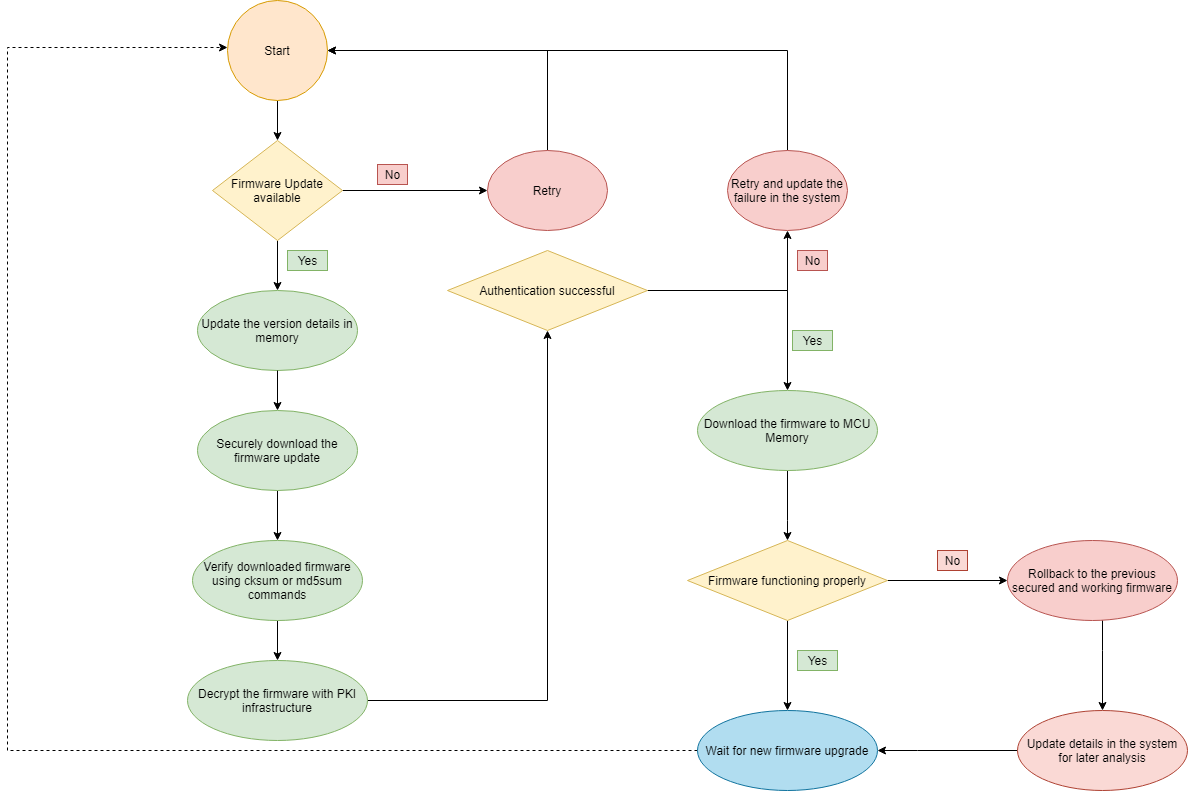 Start
Firmware Update
available
No
Retry
Retry and update the
failure in the system
Yes
No
Authentication successful
Update the version details in
memory
Yes
Securely download the
firmware update
Download the firmware to MCU
Memory
Verify downloaded firmware
using cksum or md5sum
commands
Firmware functioning properly
No
Rollback to the previous
secured and working firmware
Yes
Decrypt the firmware with PKI
infrastructure
Wait for new firmware upgrade
Update details in the system
for later analysis